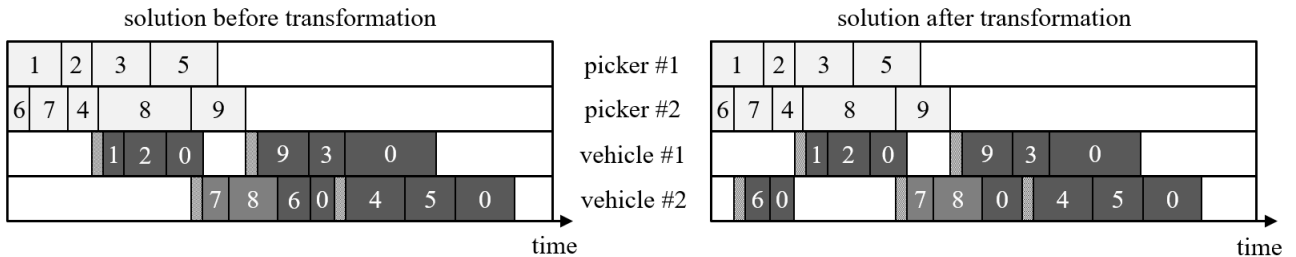 solution before transformation solution after transformation
1 2 3 5 picker #1 1 2 3 5
6 7 4 8 9 picker #2 6 7 4 8 9
1 2 0 9 3 0 vehicle #1 1 2 0 9 3 0
7 8 6 0 4 5 0 vehicle #2 6 0 7 8 0 4 5 0
time time